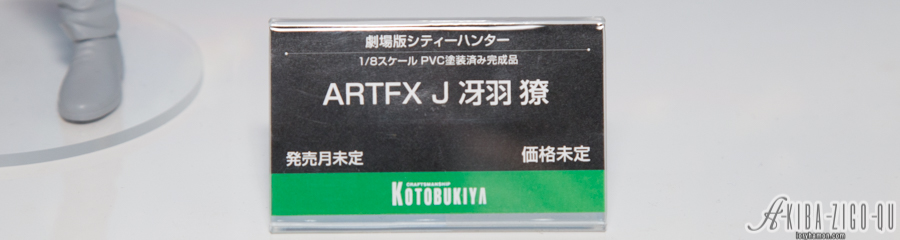 劇場版シティーハンター
1/8スケール PVC塗装済み完成品
ARTFX J 冴羽 獠
発売月未定
価格未定
CRAFTSMANSHIP
KOTOBUKIYA
AKIBA-ZIGO-QU